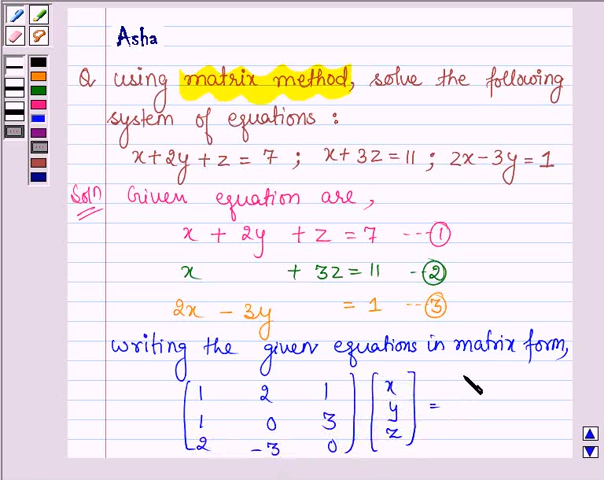 Asha
Q using matrix method, solve the following
system of equations :
x+2y+z=7 ; x+3z=11 ; 2x-3y=1
Soln Given equation are,
x + 2y + z = 7 ---①
x + 3z = 11 --②
2x - 3y = 1 ---③
writing the given equations in matrix form,
1 2 1 x
1 0 3 y =
2 -3 0 z